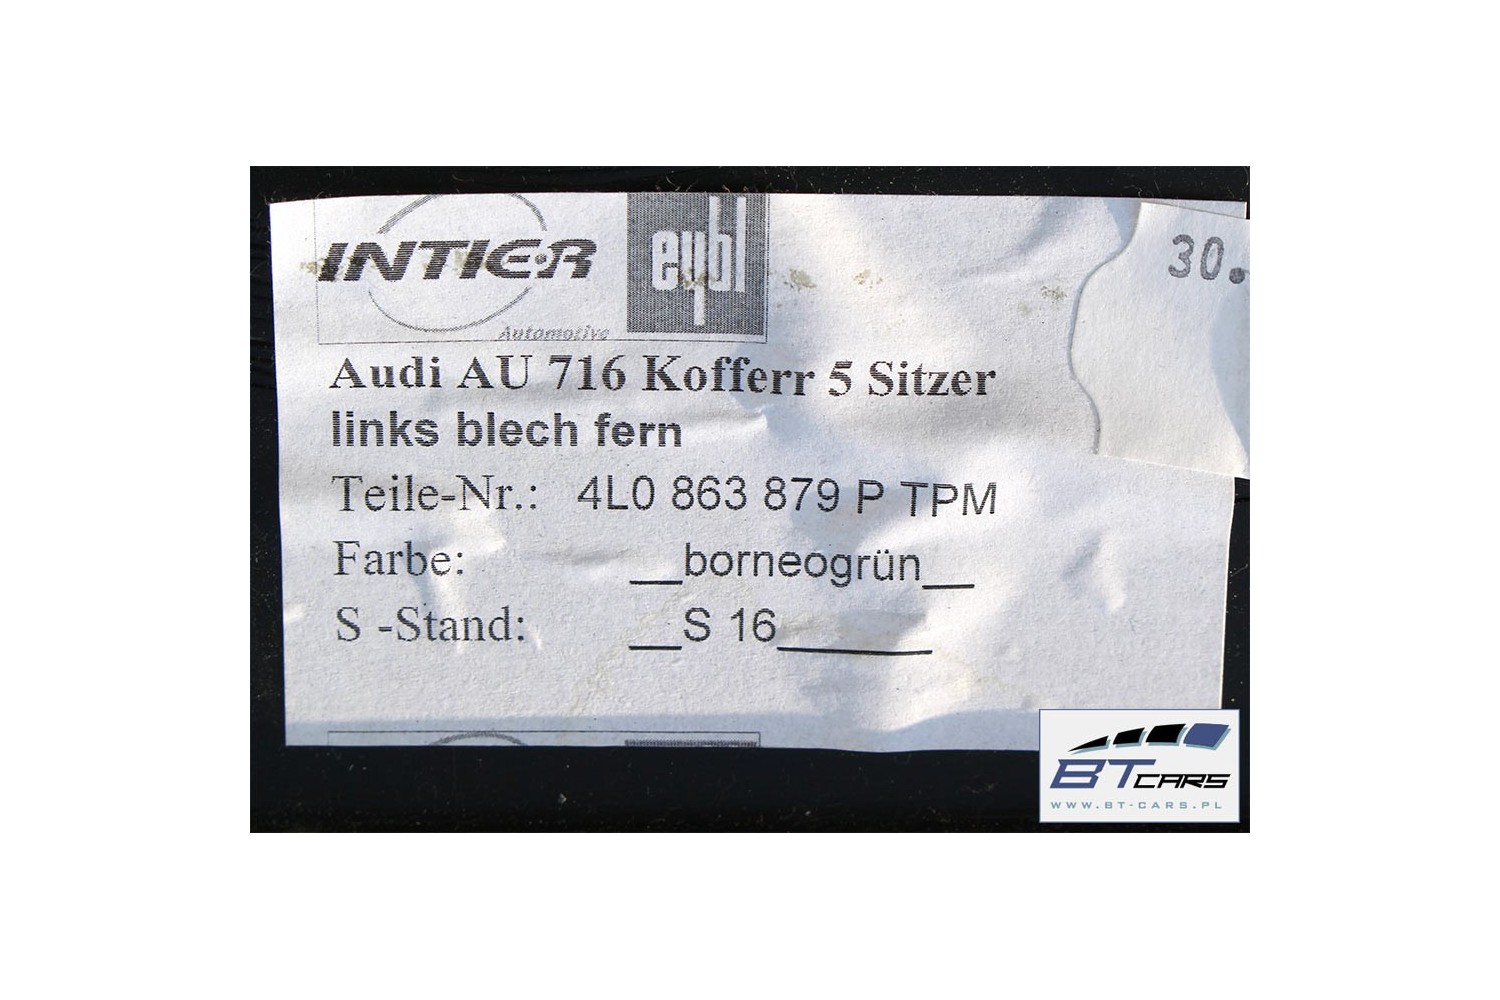 INTIER
Automotive
eybl
30.
Audi AU 716 Kofferr 5 Sitzer
links blech fern
Teile-Nr.: 4L0 863 879 P TPM
Farbe: __borneogrün__
S -Stand: __S 16______
BT CARS
WWW.BT-CARS.PL